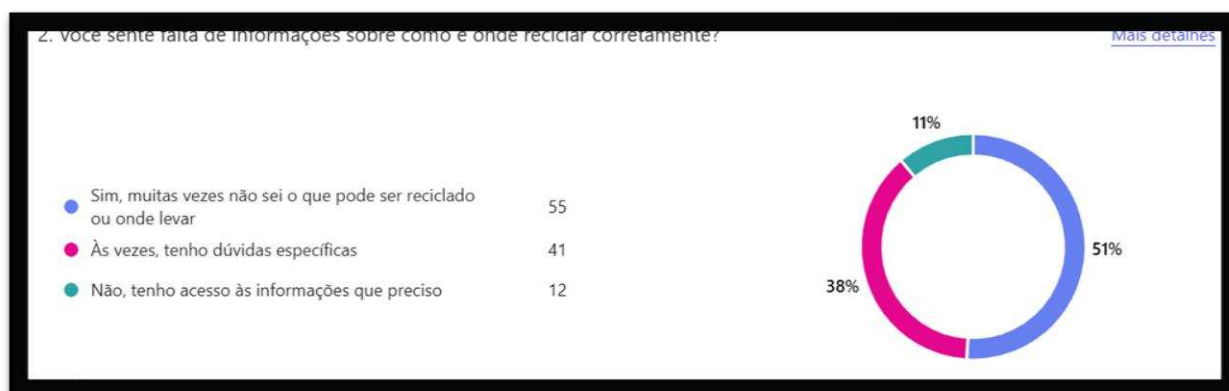 2. Você sente falta de informações sobre como e onde reciclar corretamente?
Mais detalhes
11%
Sim, muitas vezes não sei o que pode ser reciclado
ou onde levar
55
Às vezes, tenho dúvidas específicas
41
51%
Não, tenho acesso às informações que preciso
12
38%